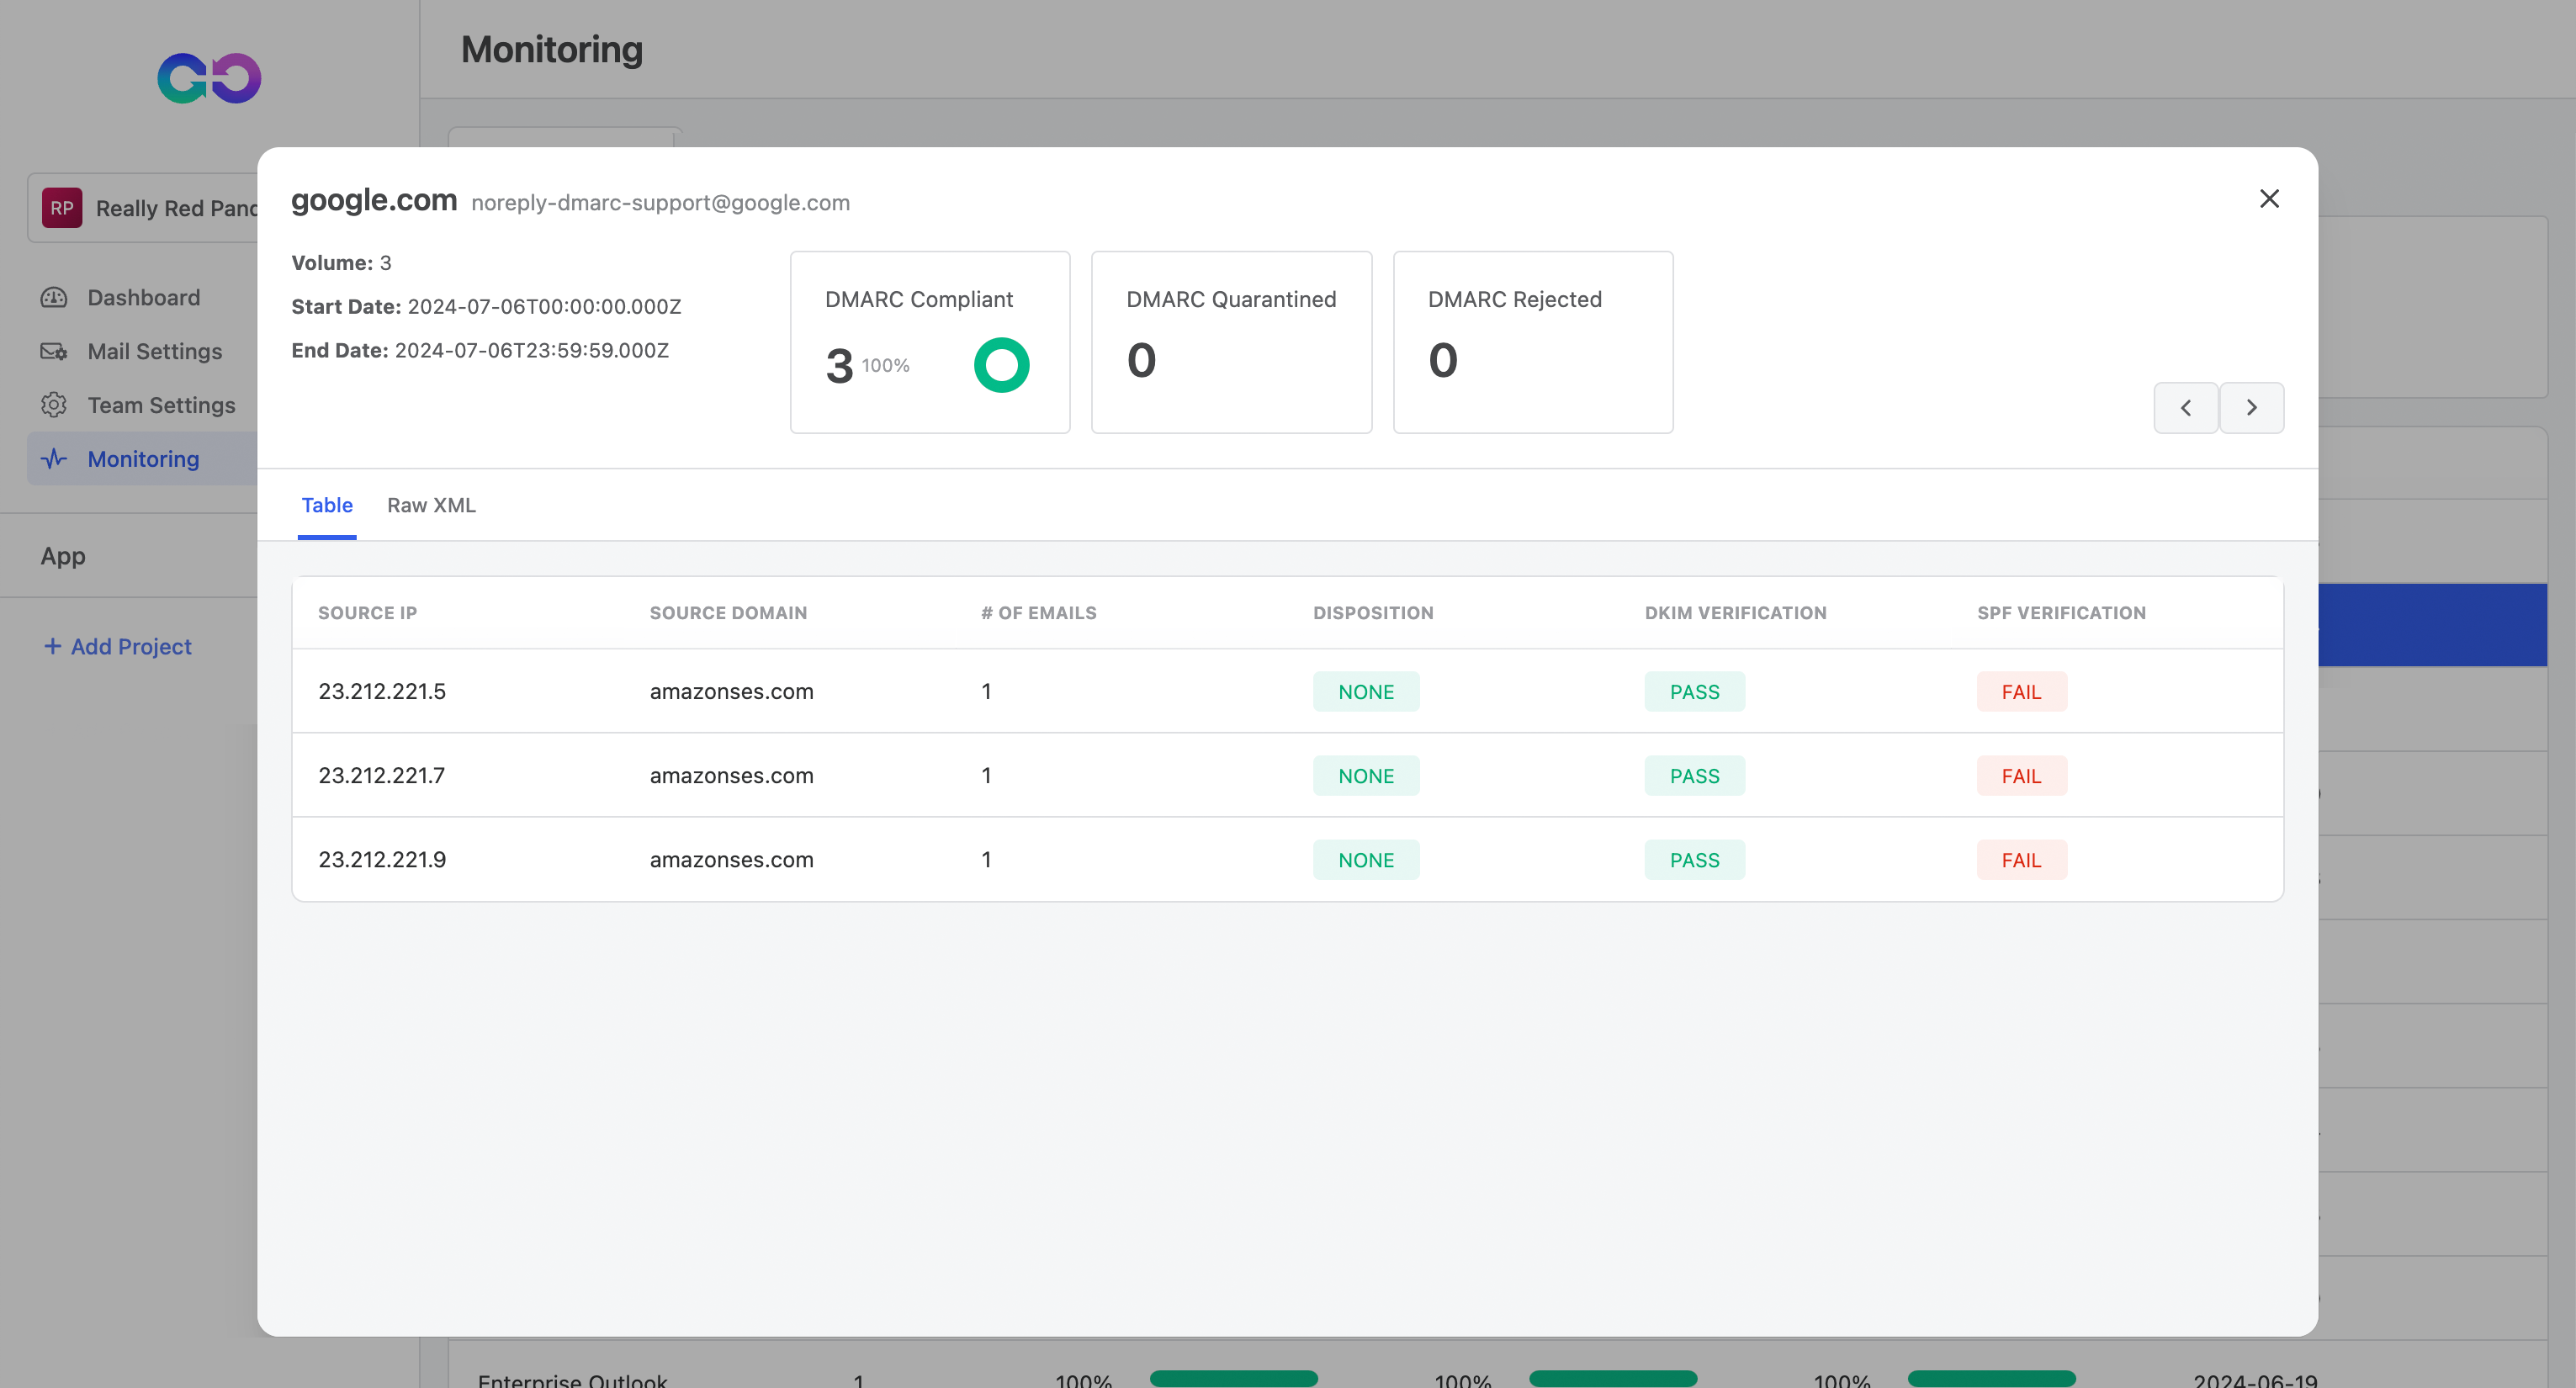 Monitoring
RP Really Red Pand
Dashboard
Mail Settings
Team Settings
Monitoring
App
+ Add Project
google.com noreply-dmarc-support@google.com
Volume: 3
Start Date: 2024-07-06T00:00:00.000Z
End Date: 2024-07-06T23:59:59.000Z
DMARC Compliant
3 100%
DMARC Quarantined
0
DMARC Rejected
0
Table Raw XML
SOURCE IP SOURCE DOMAIN # OF EMAILS DISPOSITION DKIM VERIFICATION SPF VERIFICATION
23.212.221.5 amazonses.com 1 NONE PASS FAIL
23.212.221.7 amazonses.com 1 NONE PASS FAIL
23.212.221.9 amazonses.com 1 NONE PASS FAIL
Enterprise Outlook 1 100% 100% 100% 2024-06-19